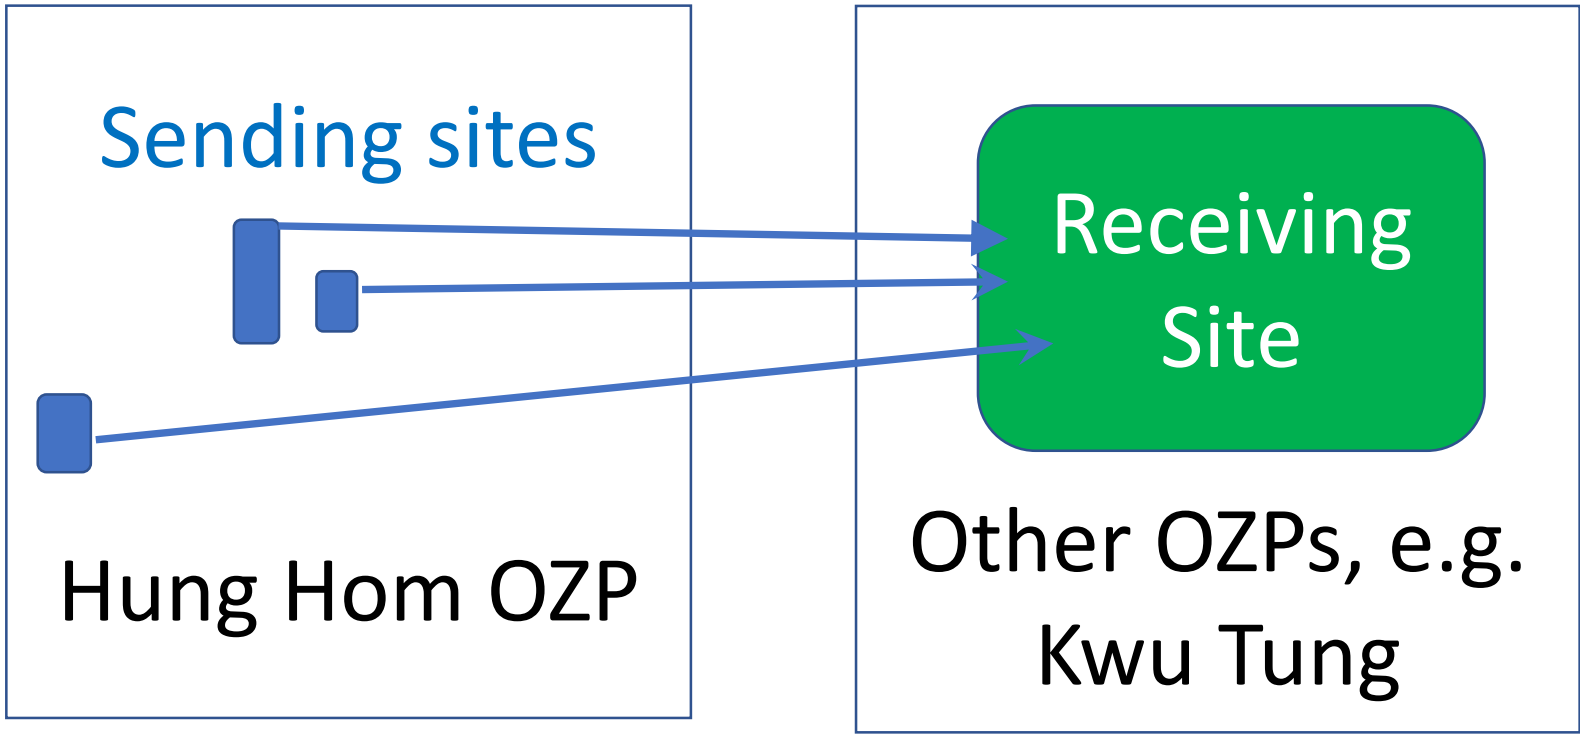 Sending sites
Hung Hom OZP
Receiving
Site
Other OZPs, e.g.
Kwu Tung